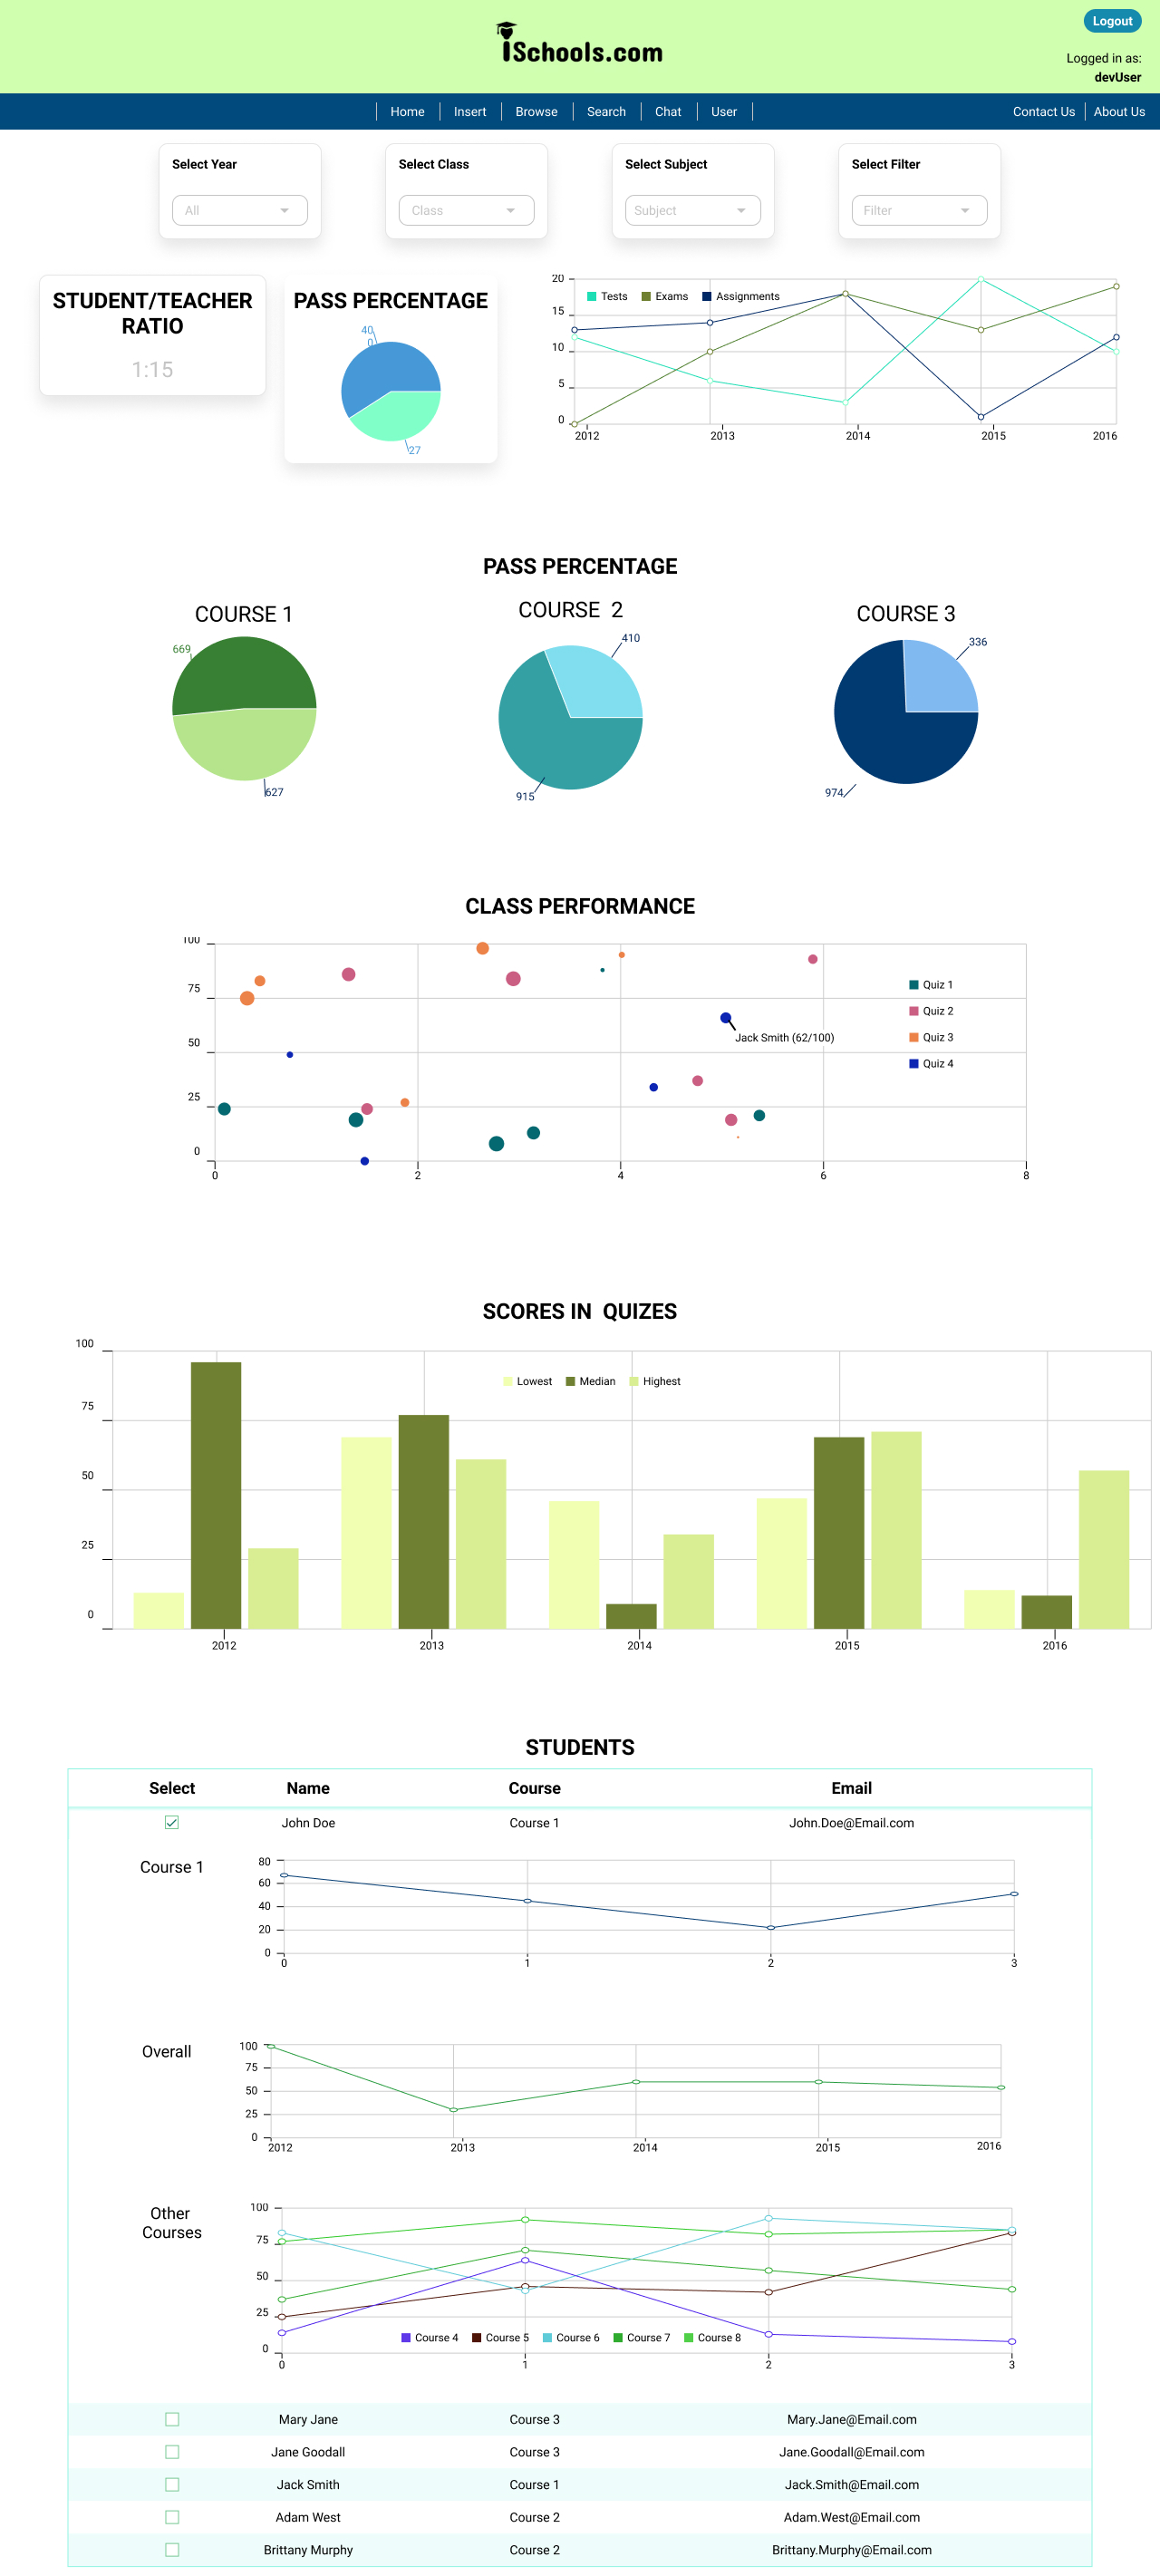 iSchools.com
Logout
Logged in as:
devUser
Home Insert Browse Search Chat User Contact Us About Us
Select Year Select Class Select Subject Select Filter
All Class Subject Filter
STUDENT/TEACHER
RATIO
1:15
PASS PERCENTAGE
40
0
27
Tests Exams Assignments
20
15
10
5
0
2012 2013 2014 2015 2016
PASS PERCENTAGE
COURSE 1 COURSE 2 COURSE 3
669
627
410
915
336
974
CLASS PERFORMANCE
100
75
50
25
0
0 2 4 6 8
Jack Smith (62/100)
Quiz 1
Quiz 2
Quiz 3
Quiz 4
SCORES IN QUIZES
Lowest Median Highest
100
75
50
25
0
2012 2013 2014 2015 2016
STUDENTS
Select Name Course Email
John Doe Course 1 John.Doe@Email.com
Course 1
80
60
40
20
0
0 1 2 3
Overall
100
75
50
25
0
2012 2013 2014 2015 2016
Other
Courses
100
75
50
25
0
Course 4 Course 5 Course 6 Course 7 Course 8
0 1 2 3
Mary Jane Course 3 Mary.Jane@Email.com
Jane Goodall Course 3 Jane.Goodall@Email.com
Jack Smith Course 1 Jack.Smith@Email.com
Adam West Course 2 Adam.West@Email.com
Brittany Murphy Course 2 Brittany.Murphy@Email.com